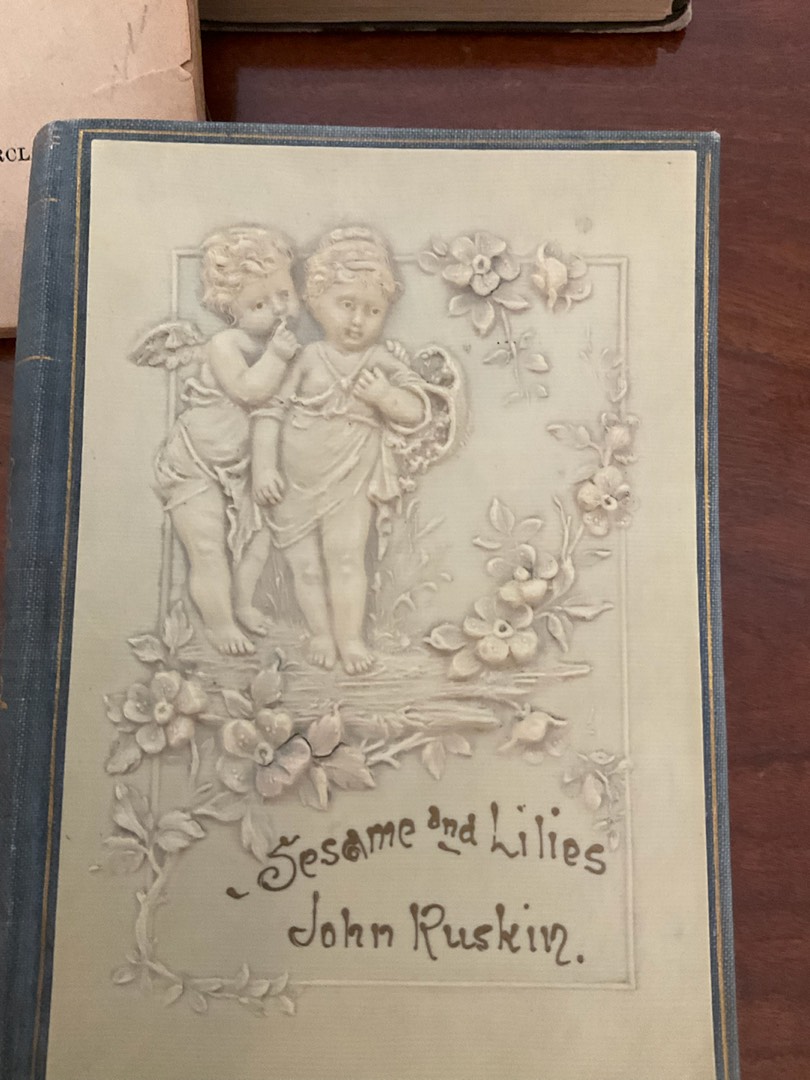 Sesame and Lilies
John Ruskin.